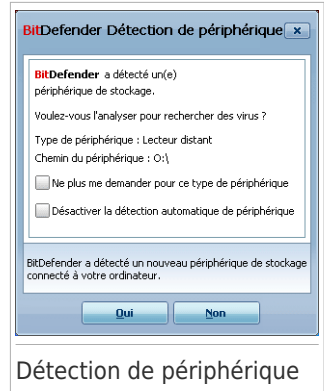 BitDefender Détection de périphérique
BitDefender a détecté un(e)
périphérique de stockage.
Voulez-vous l'analyser pour rechercher des virus ?
Type de périphérique : Lecteur distant
Chemin du périphérique : O:\
Ne plus me demander pour ce type de périphérique
Désactiver la détection automatique de périphérique
BitDefender a détecté un nouveau périphérique de stockage
connecté à votre ordinateur.
Oui Non
Détection de périphérique